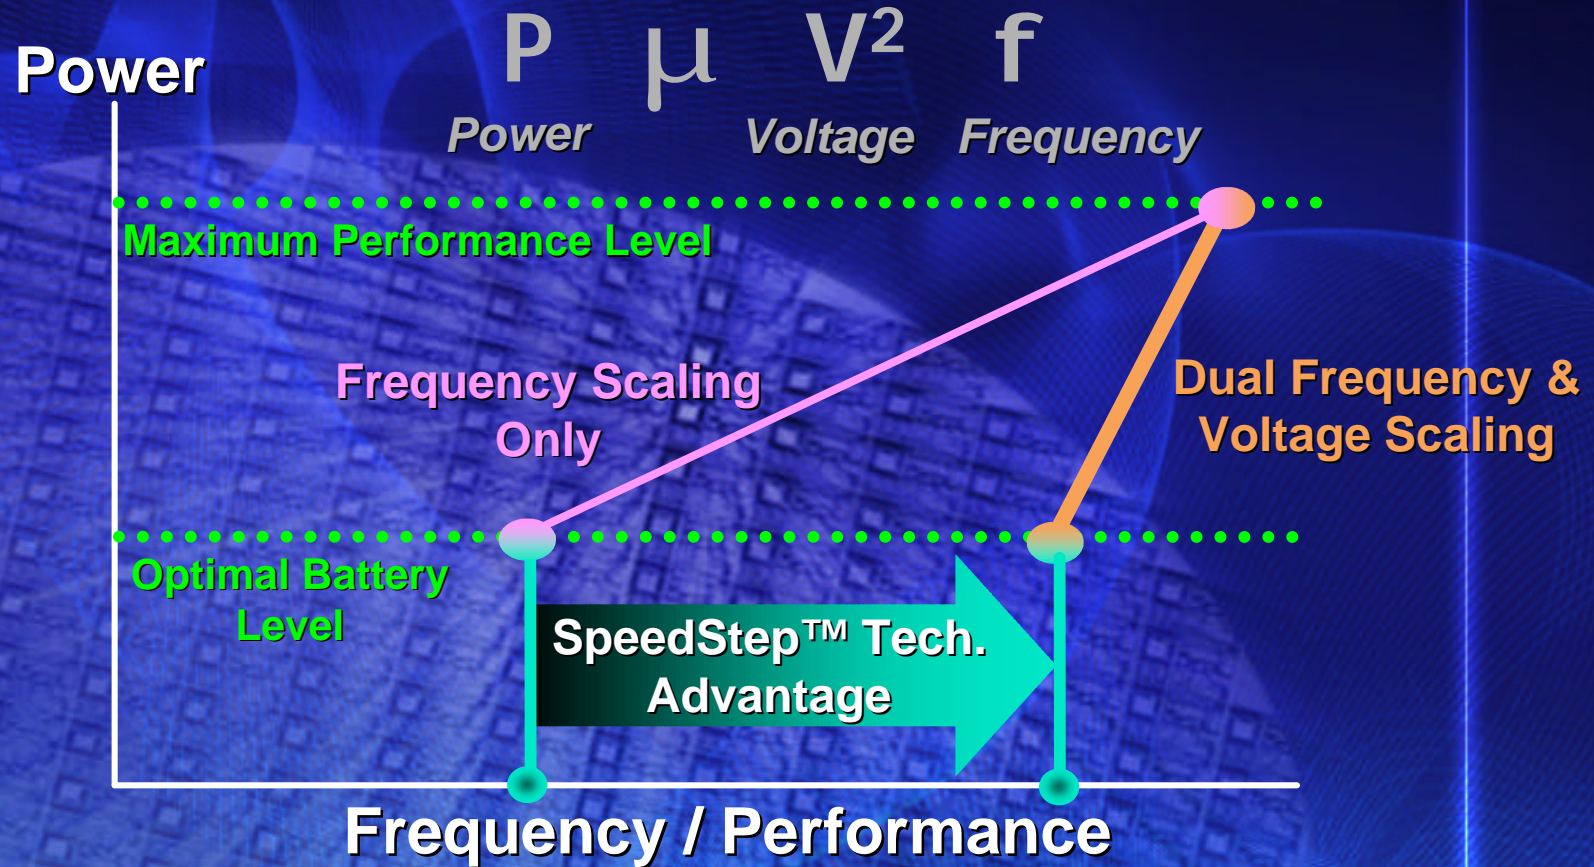 P μ V² f
Power
Power Voltage Frequency
Maximum Performance Level
Frequency Scaling
Only
Dual Frequency &
Voltage Scaling
Optimal Battery
Level
SpeedStep™ Tech.
Advantage
Frequency / Performance